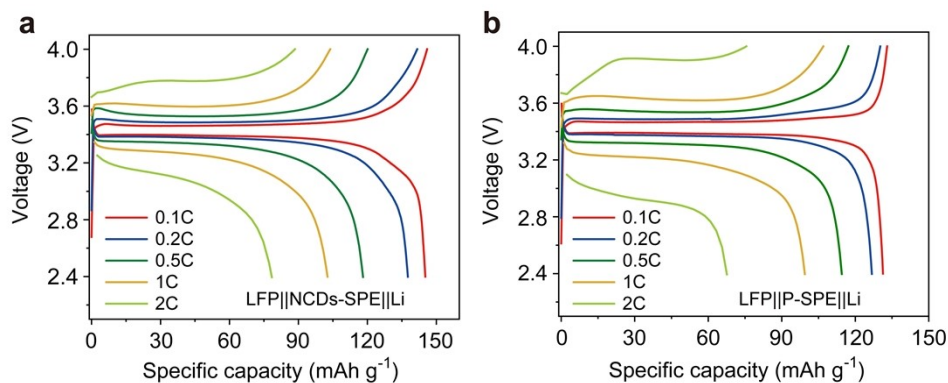 a
4.0
3.6
3.2
2.8
2.4
Voltage (V)
0.1C
0.2C
0.5C
1C
2C
LFP||NCDs-SPE||Li
0 30 60 90 120 150
Specific capacity (mAh g⁻¹)
b
4.0
3.6
3.2
2.8
2.4
Voltage (V)
0.1C
0.2C
0.5C
1C
2C
LFP||P-SPE||Li
0 30 60 90 120 150
Specific capacity (mAh g⁻¹)